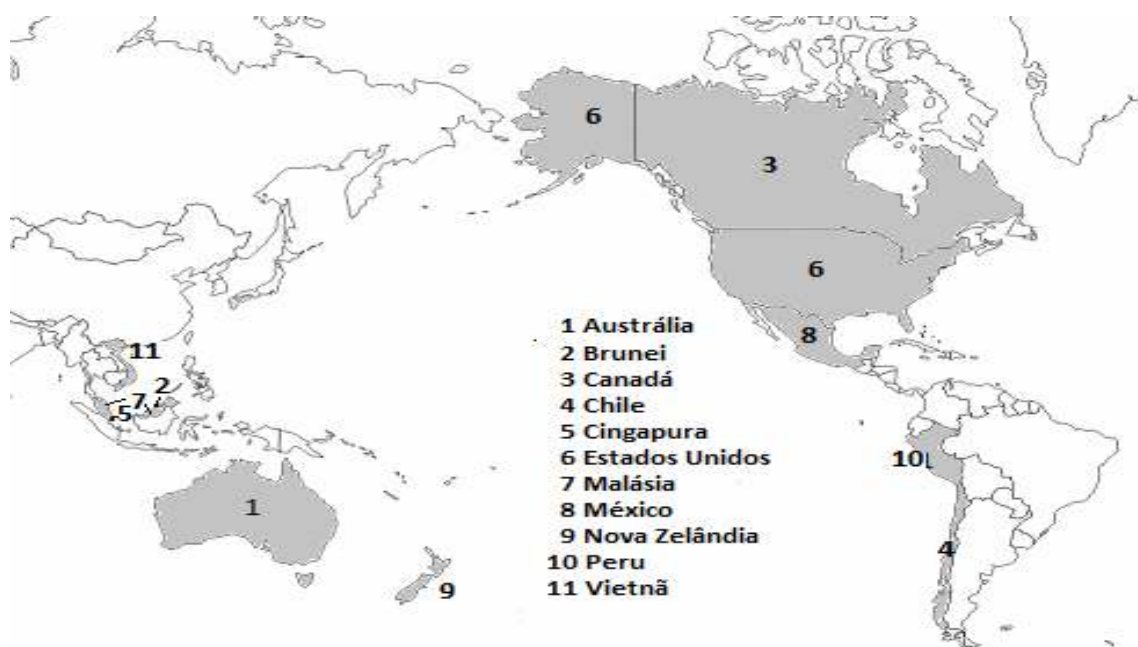 6
3
6
8
11
2
7
5
1
9
10
4
1 Austrália
2 Brunei
3 Canadá
4 Chile
5 Cingapura
6 Estados Unidos
7 Malásia
8 México
9 Nova Zelândia
10 Peru
11 Vietnã